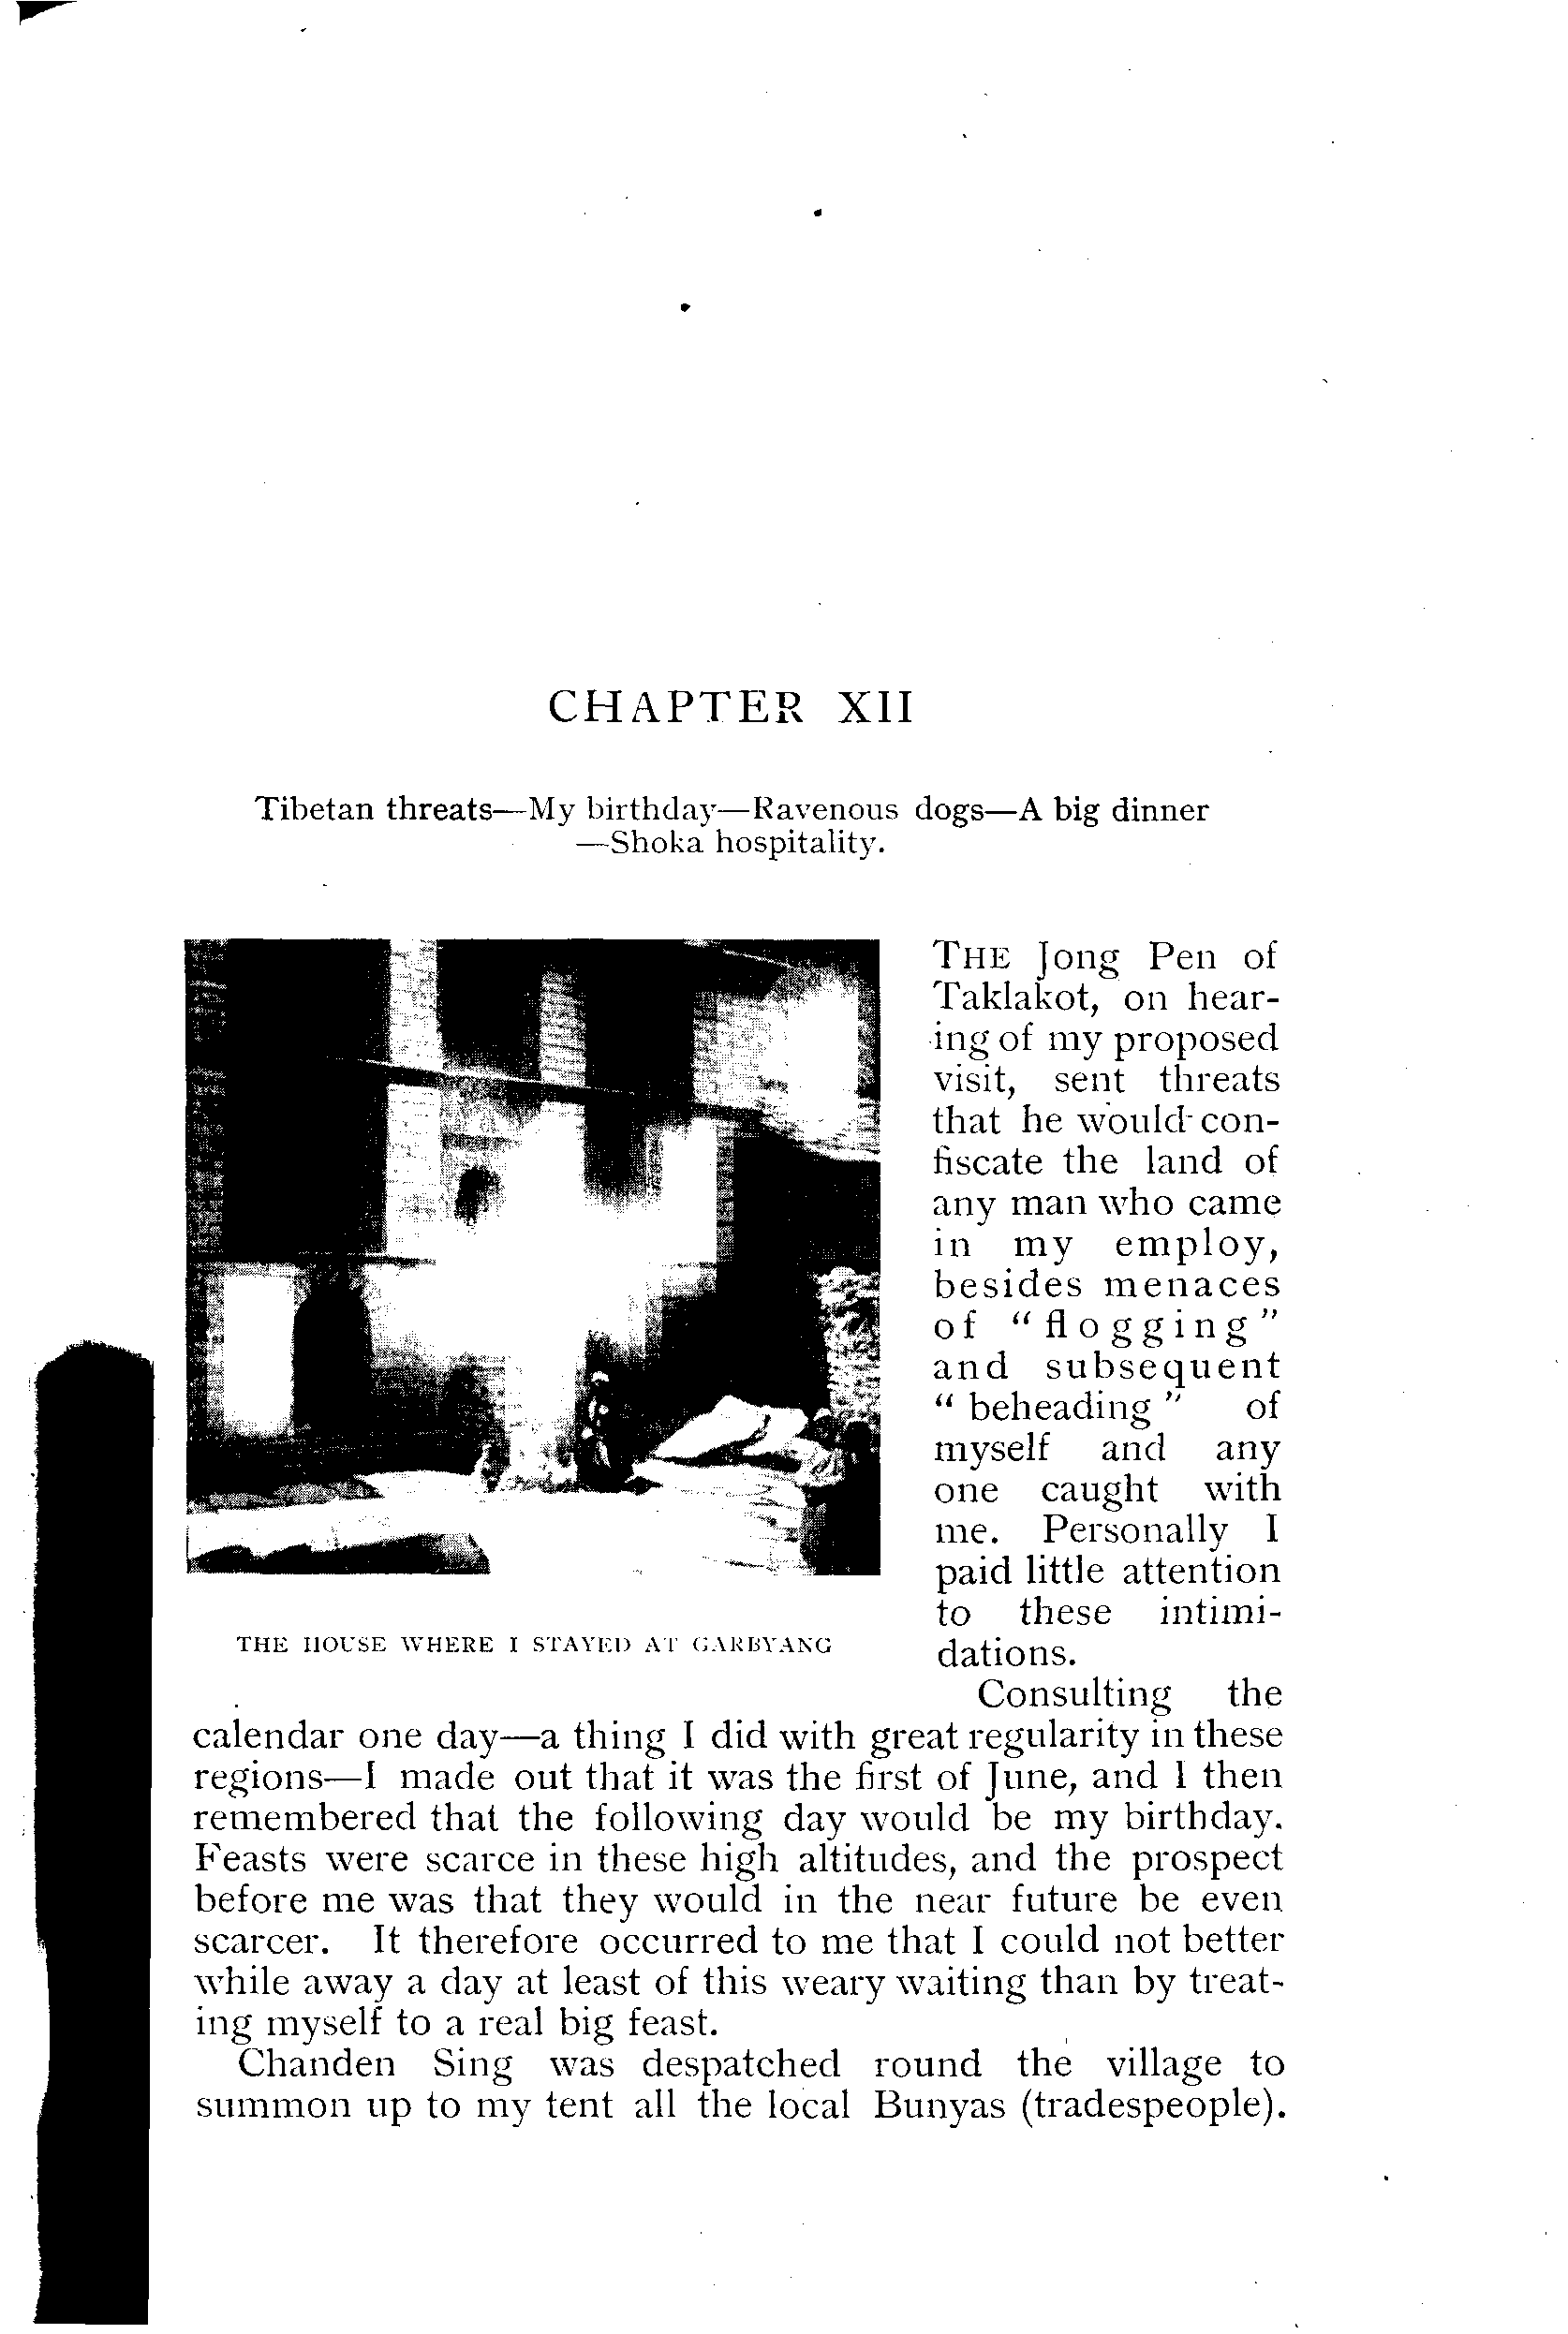 CHAPTER XII
Tibetan threats—My birthday—Ravenous dogs—A big dinner
—Shoka hospitality.
THE Jong Pen of
Taklakot, on hear-
ing of my proposed
visit, sent threats
that he would con-
fiscate the land of
any man who came
in my employ,
besides menaces
of “flogging”
and subsequent
“beheading” of
myself and any
one caught with
me. Personally I
paid little attention
to these intimi-
dations.
THE HOUSE WHERE I STAYED AT GARBYANG
Consulting the
calendar one day—a thing I did with great regularity in these
regions—I made out that it was the first of June, and I then
remembered that the following day would be my birthday.
Feasts were scarce in these high altitudes, and the prospect
before me was that they would in the near future be even
scarcer. It therefore occurred to me that I could not better
while away a day at least of this weary waiting than by treat-
ing myself to a real big feast.
Chanden Sing was despatched round the village to
summon up to my tent all the local Bunyas (tradespeople).